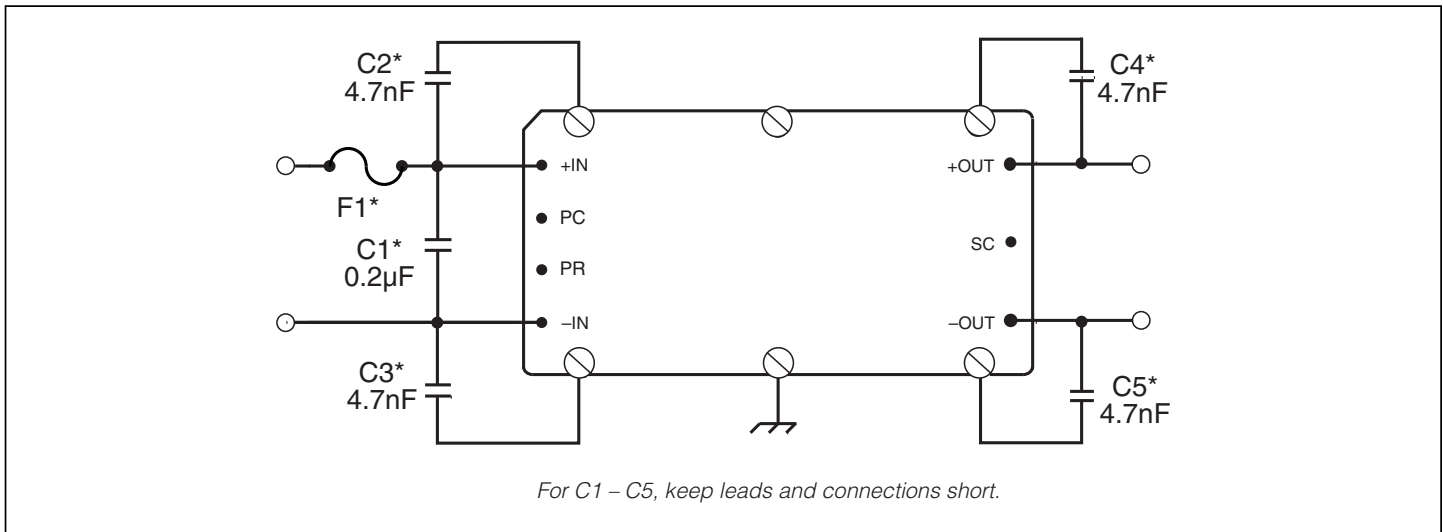 C2*
4.7nF
C4*
4.7nF
+IN
+OUT
F1*
PC
C1*
0.2µF
SC
PR
–IN
–OUT
C3*
4.7nF
C5*
4.7nF
For C1 – C5, keep leads and connections short.